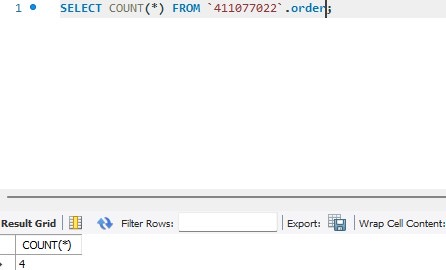 1 SELECT COUNT(*) FROM `411077022`.order;
Result Grid Filter Rows: Export: Wrap Cell Content:
COUNT(*)
4